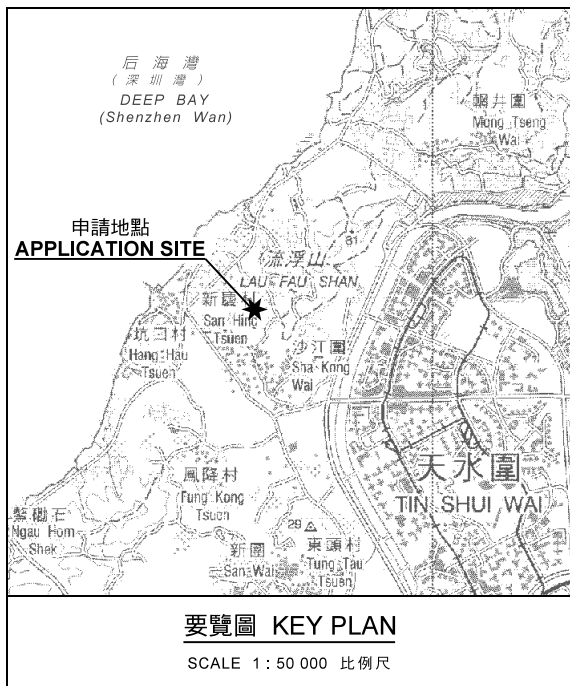 后海灣
(深圳灣)
DEEP BAY
(Shenzhen Wan)
輞井圍
Mong Tseng
Wai
申請地點
APPLICATION SITE
81
流浮山
LAU FAU SHAN
新慶村
San Hing
Tsuen
坑口村
Hang Hau
Tsuen
沙江圍
Sha Kong
Wai
天水圍
TIN SHUI WAI
鳳降村
Fung Kong
Tsuen
鰲磡石
Ngau Hom
Shek
29
新圍
San Wai
東頭村
Tung Tau
Tsuen
要覽圖 KEY PLAN
SCALE 1 : 50 000 比例尺